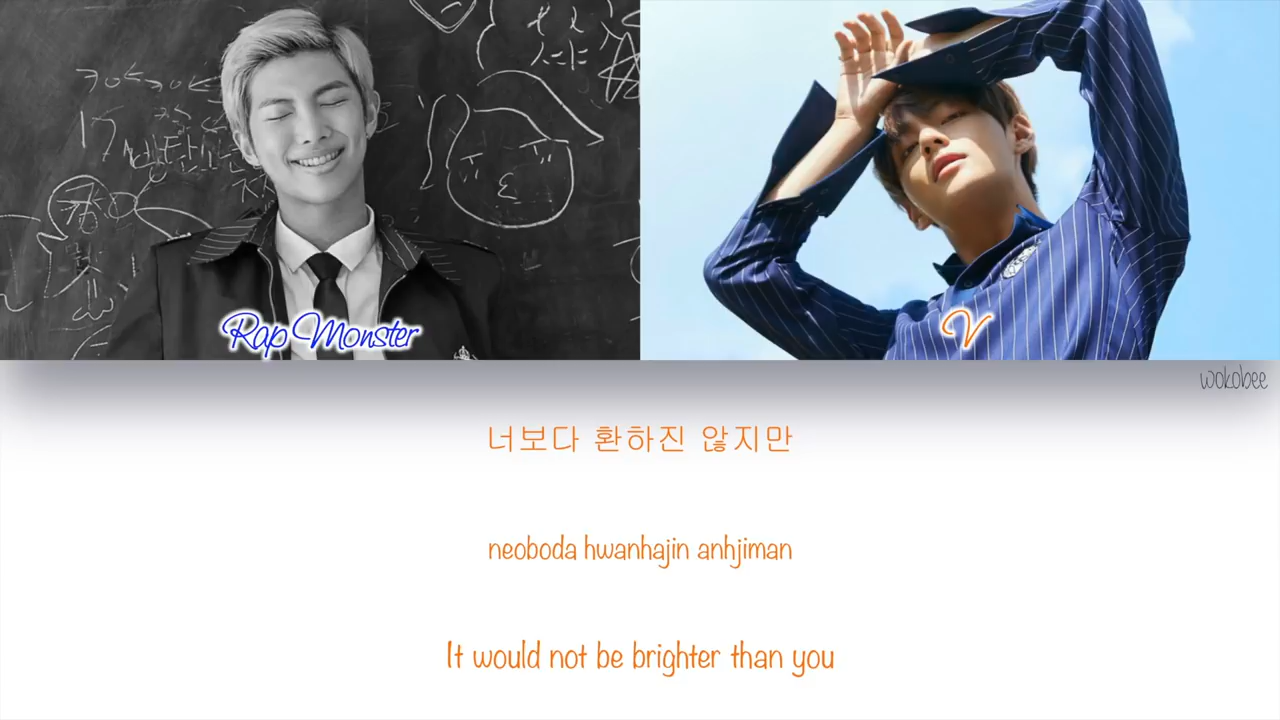 Rap Monster
V
wokobee
너보다 환하진 않지만
neoboda hwanhajin anhjiman
It would not be brighter than you